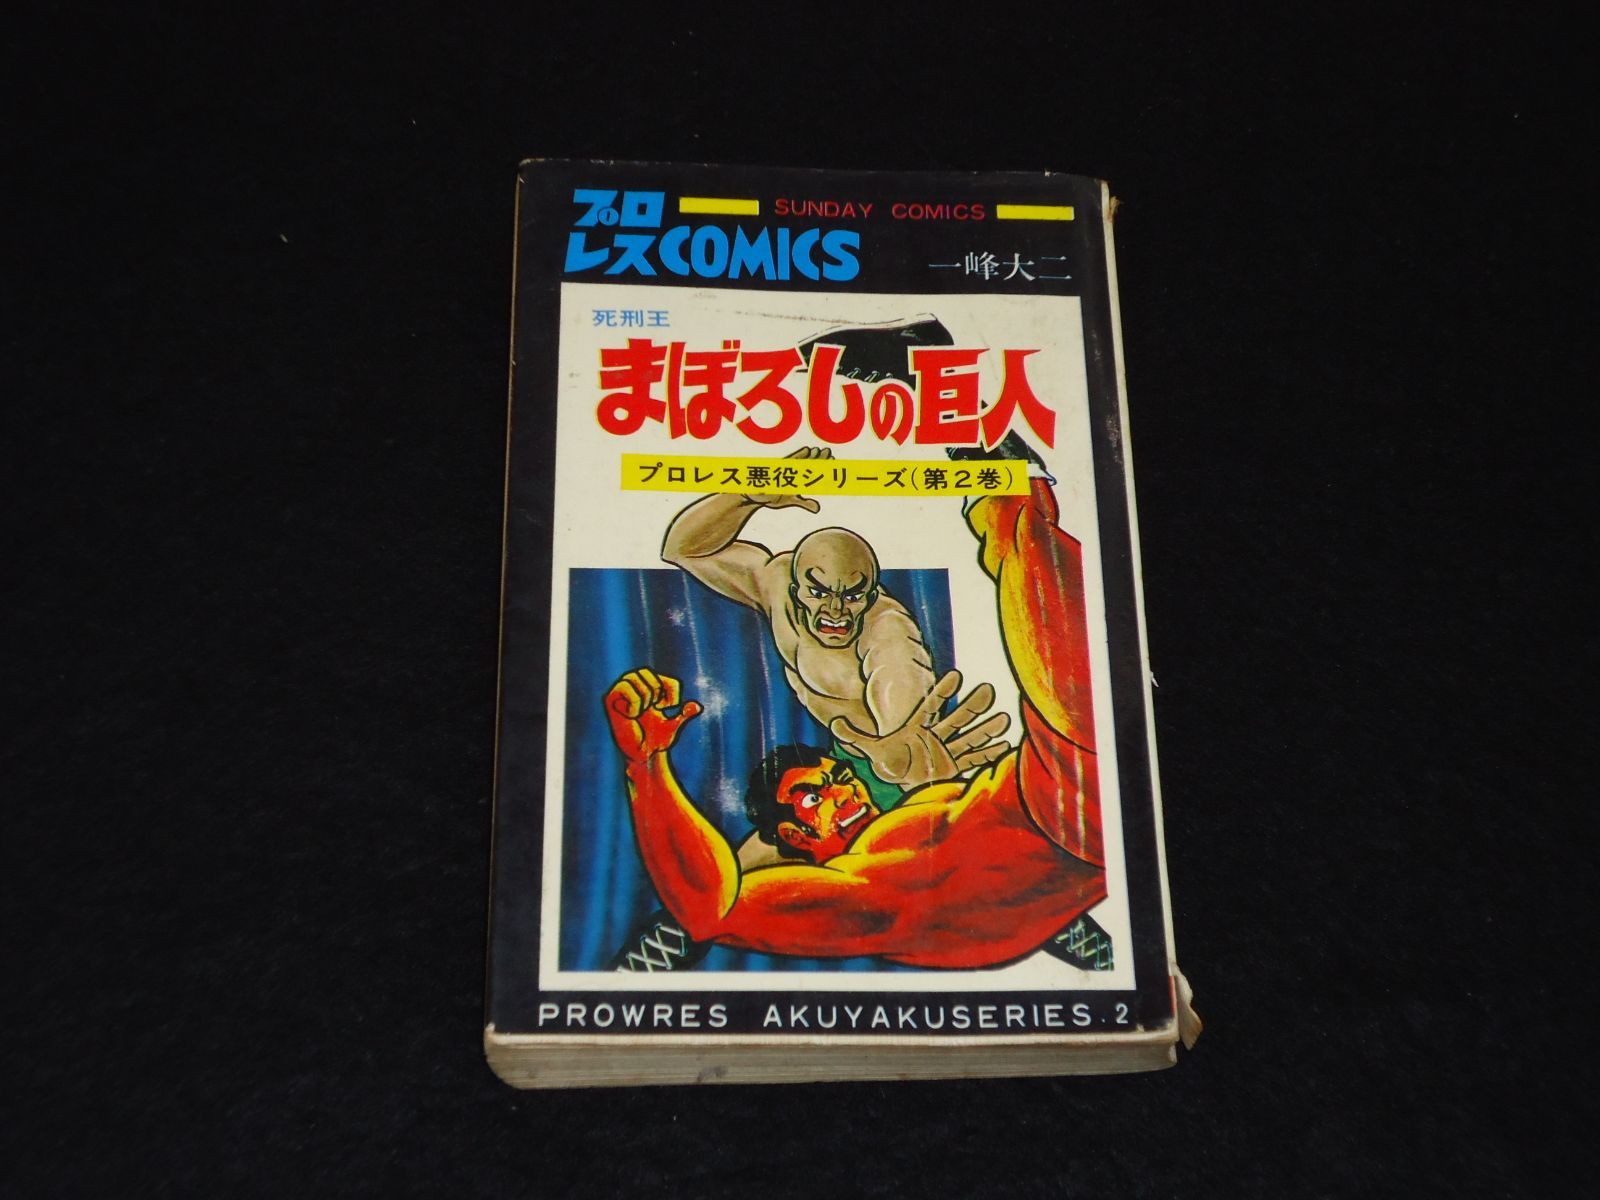 プロ
SUNDAY COMICS
レスCOMICS
一峰大二
死刑王
まぼろしの巨人
プロレス悪役シリーズ(第2巻)
PROWRES AKUYAKUSERIES.2